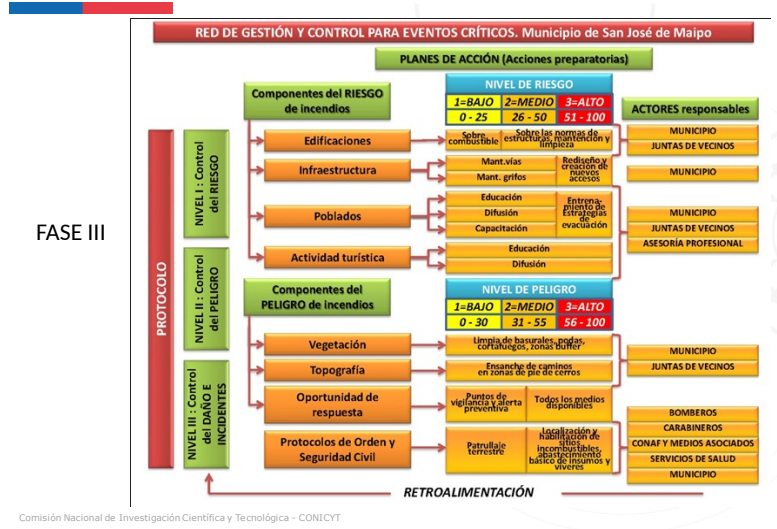 RED DE GESTIÓN Y CONTROL PARA EVENTOS CRÍTICOS. Municipio de San José de Maipo
PLANES DE ACCIÓN (Acciones preparatorias)
FASE III
PROTOCOLO
NIVEL I : Control
del RIESGO
NIVEL II : Control
del PELIGRO
NIVEL III : Control
del DAÑO E
INCIDENTES
Componentes del RIESGO
de incendios
NIVEL DE RIESGO
1=BAJO 2=MEDIO 3=ALTO
0 - 25 26 - 50 51 - 100
ACTORES responsables
Edificaciones
Sobre
combustible
Sobre las normas de
estructuras, mantención y
limpieza
MUNICIPIO
JUNTAS DE VECINOS
Infraestructura
Mant.vías
Mant. grifos
Rediseño y
creación de
nuevos
accesos
MUNICIPIO
Poblados
Educación
Difusión
Capacitación
Entrena-
miento de
Estrategias
de
evacuación
MUNICIPIO
JUNTAS DE VECINOS
ASESORÍA PROFESIONAL
Actividad turística
Educación
Difusión
Componentes del
PELIGRO de incendios
NIVEL DE PELIGRO
1=BAJO 2=MEDIO 3=ALTO
0 - 30 31 - 55 56 - 100
Vegetación
Limpia de basurales, podas,
cortafuegos, zonas buffer
Topografía
Ensanche de caminos
en zonas de pie de cerros
MUNICIPIO
JUNTAS DE VECINOS
Oportunidad de
respuesta
Puntos de
vigilancia y alerta
preventiva
Todos los medios
disponibles
Protocolos de Orden y
Seguridad Civil
Patrullaje
terrestre
Localización y
habilitación de
sitios
incombustibles,
abastecimiento
básico de insumos y
víveres
BOMBEROS
CARABINEROS
CONAF Y MEDIOS ASOCIADOS
SERVICIOS DE SALUD
MUNICIPIO
RETROALIMENTACIÓN
Comisión Nacional de Investigación Científica y Tecnológica - CONICYT